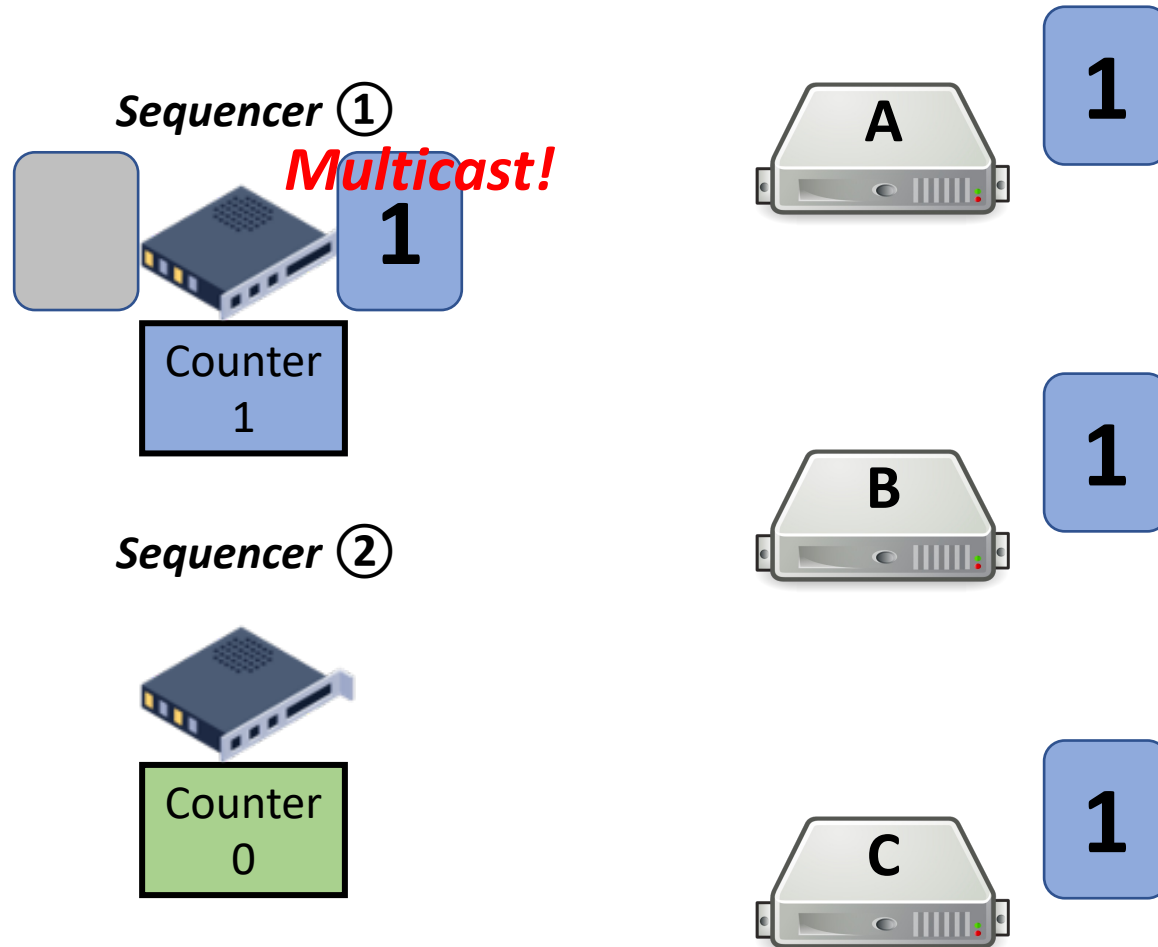 Sequencer ①
Multicast!
1
Counter
1
Sequencer ②
Counter
0
A
1
B
1
C
1